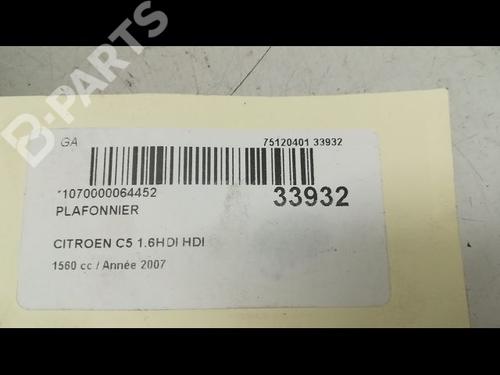 GA 75120401 33932
*1070000064452 33932
PLAFONNIER
CITROEN C5 1.6HDI HDI
1560 cc / Année 2007
B-PARTS